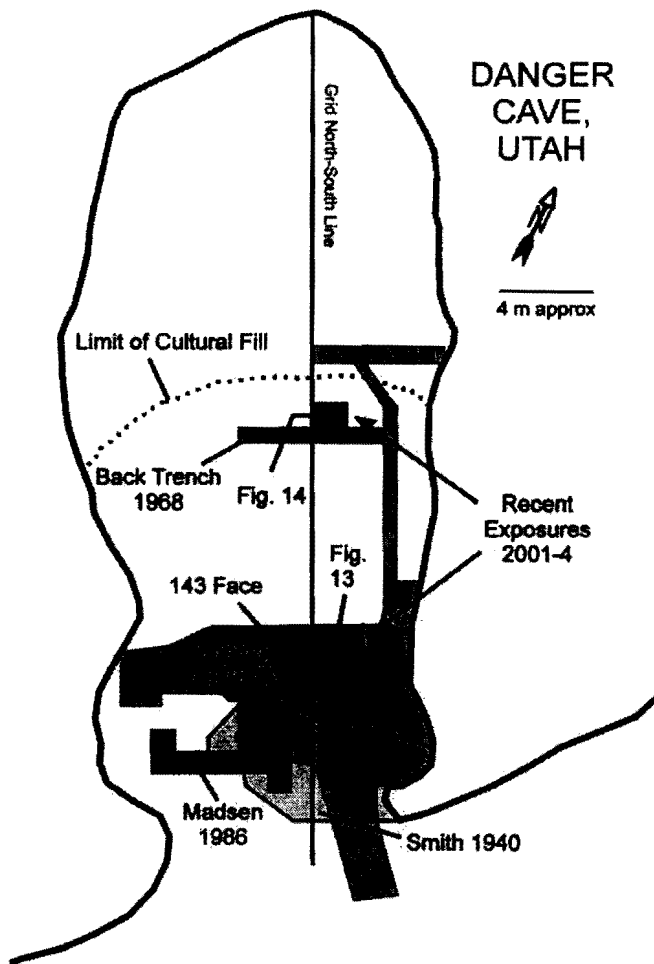 DANGER
CAVE,
UTAH
Grid North-South Line
N
4 m approx
Limit of Cultural Fill
Back Trench
1968
Fig. 14
Recent
Exposures
2001-4
Fig.
13
143 Face
Madsen
1986
Smith 1940